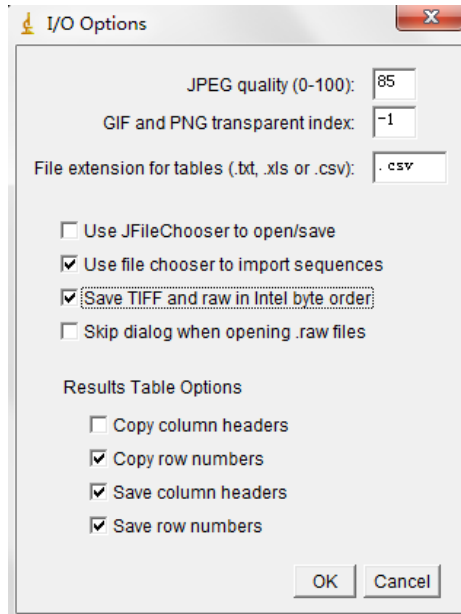 I/O Options
JPEG quality (0-100): 85
GIF and PNG transparent index: -1
File extension for tables (.txt, .xls or .csv): .csv
Use JFileChooser to open/save
Use file chooser to import sequences
Save TIFF and raw in Intel byte order
Skip dialog when opening .raw files
Results Table Options
Copy column headers
Copy row numbers
Save column headers
Save row numbers
OK Cancel